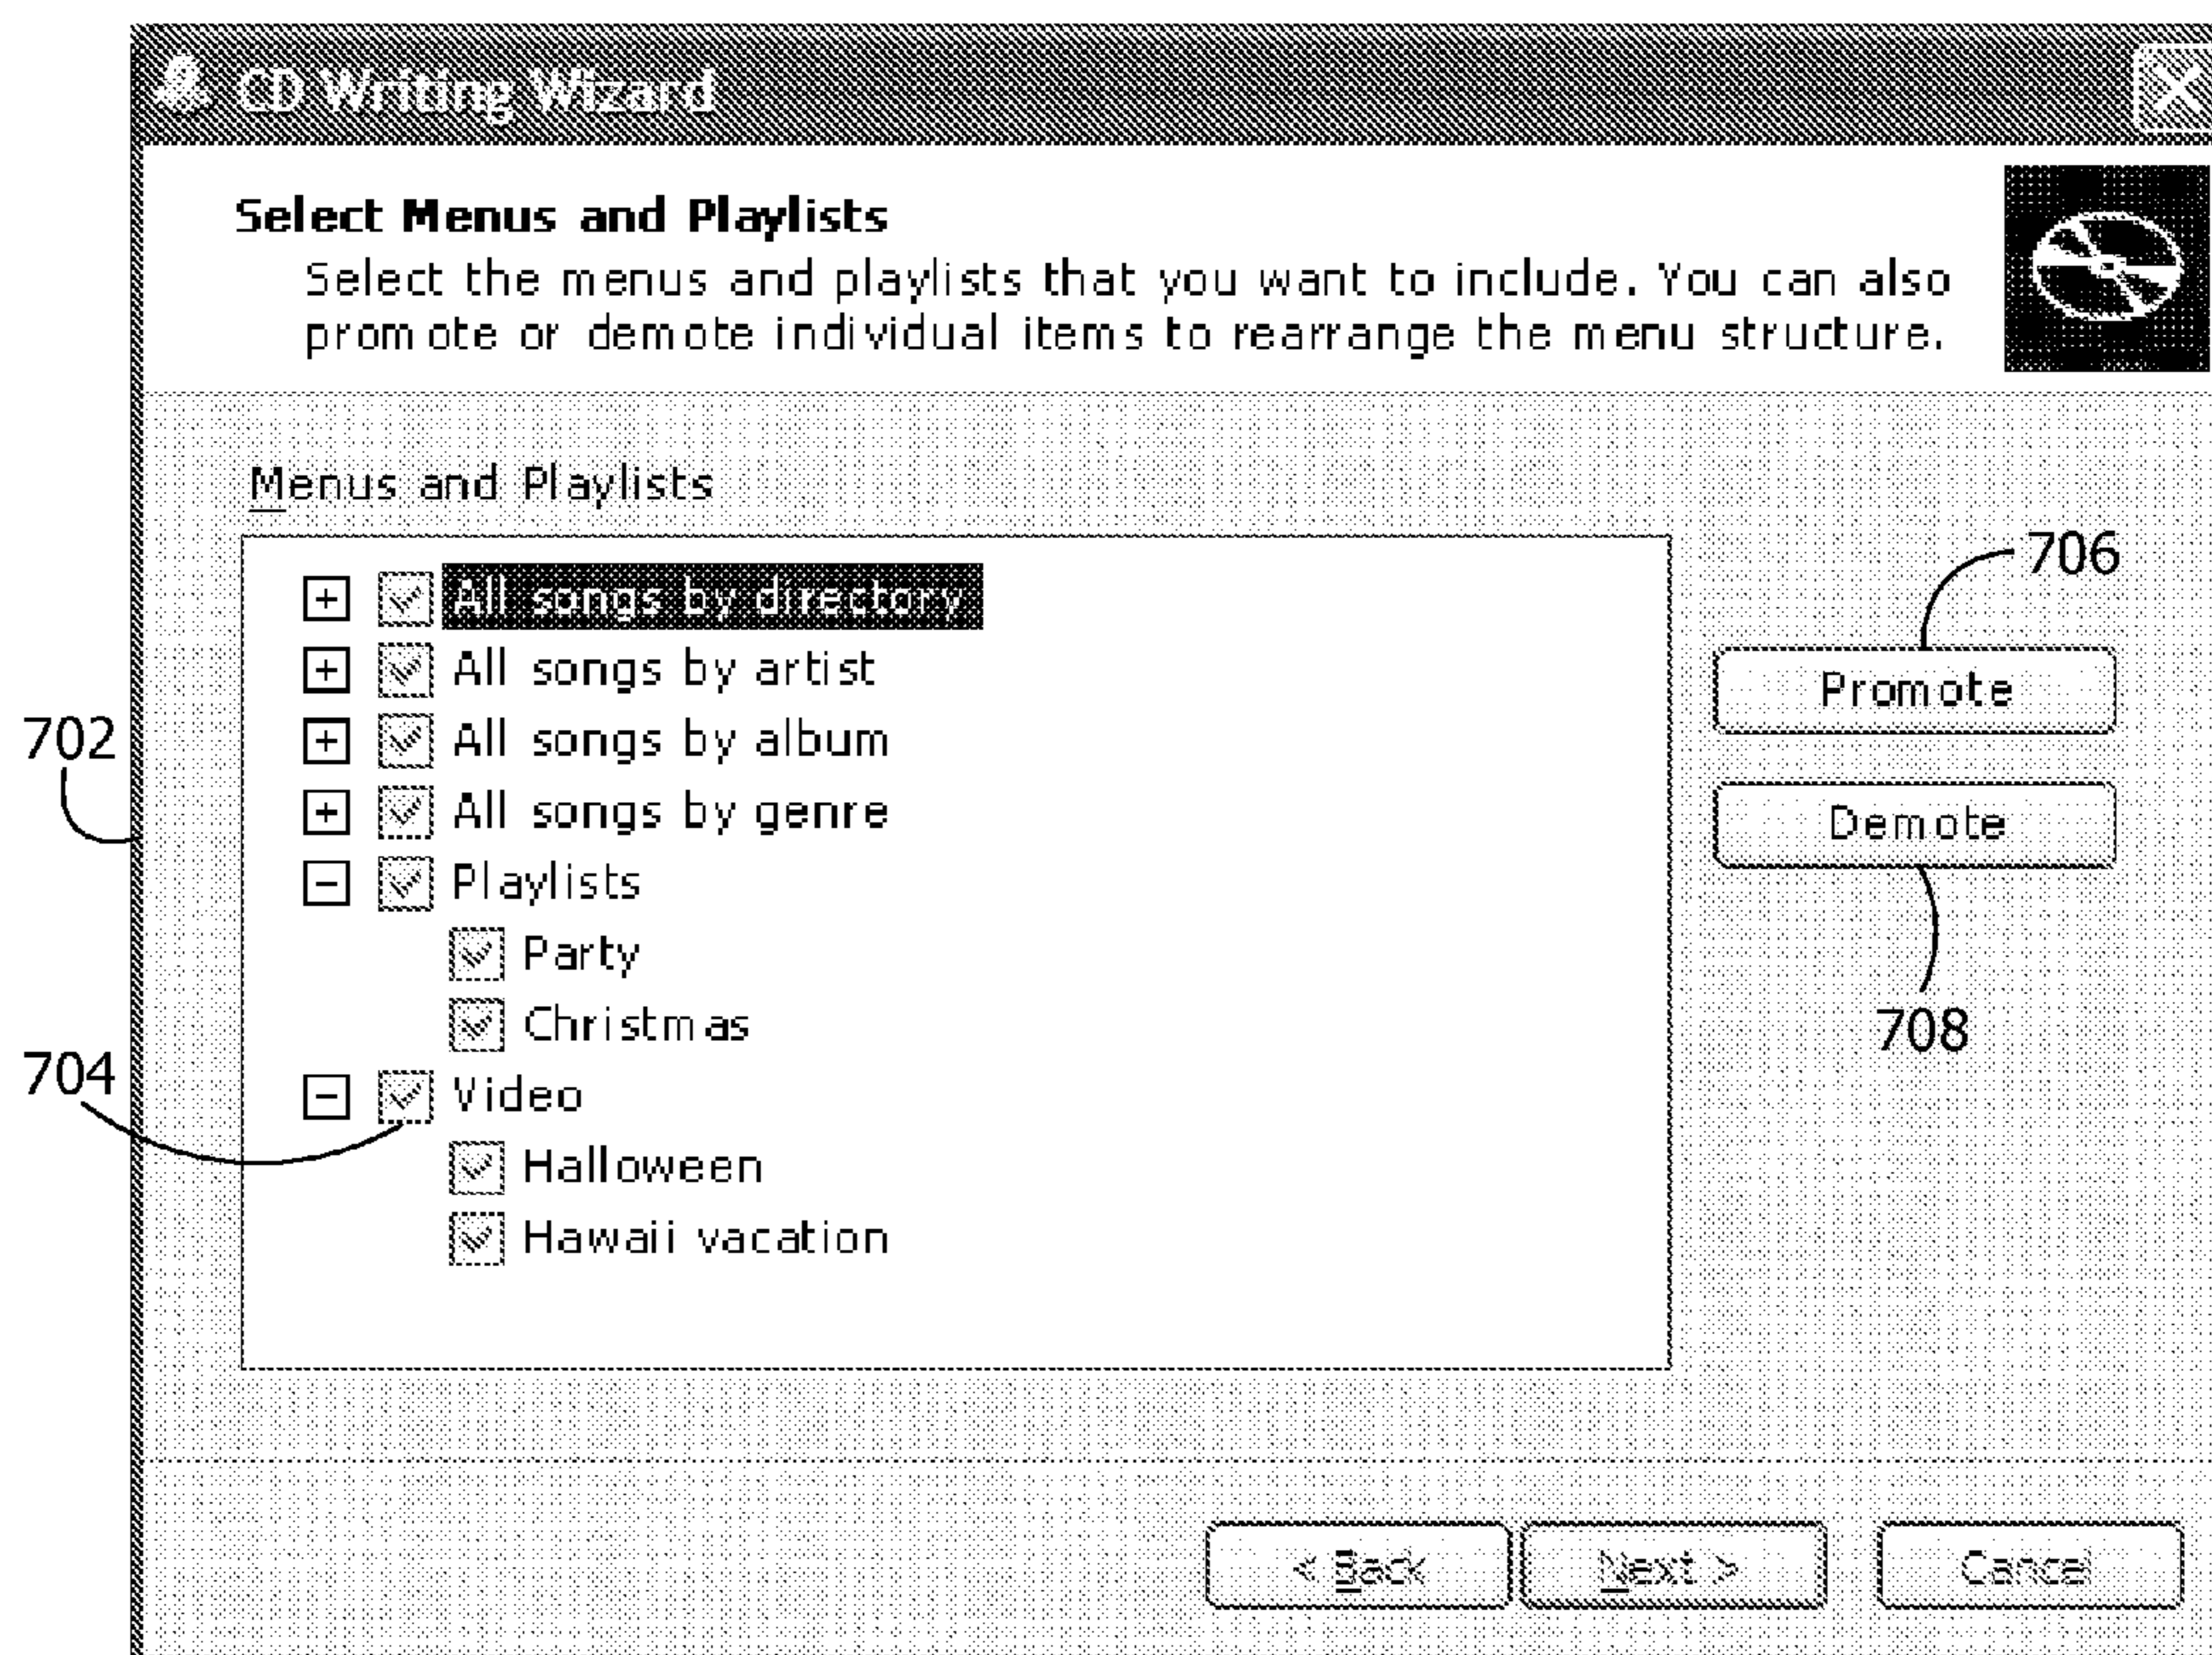 CD Writing Wizard
Select Menus and Playlists
Select the menus and playlists that you want to include. You can also
promote or demote individual items to rearrange the menu structure.
Menus and Playlists
All songs by directory
All songs by artist
All songs by album
All songs by genre
Playlists
Party
Christmas
Video
Halloween
Hawaii vacation
702
704
706
Promote
Demote
708
< Back
Next >
Cancel